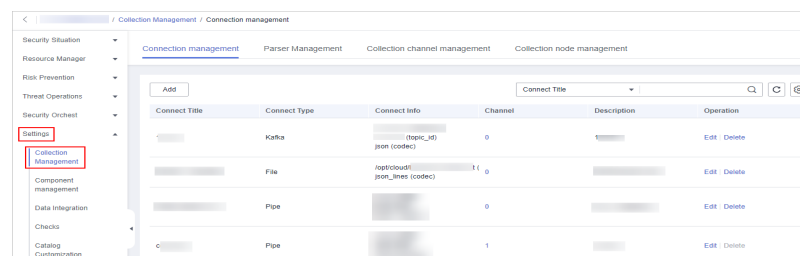 < / Collection Management / Connection management
Security Situation
Resource Manager
Risk Prevention
Threat Operations
Security Orchest
Settings
Collection
Management
Component
management
Data Integration
Checks
Catalog
Customization
Connection management Parser Management Collection channel management Collection node management
Add Connect Title
Connect Title Connect Type Connect Info Channel Description Operation
Kafka (topic_id) 0 Edit Delete
json (codec)
File /opt/cloud/ t ( 0 Edit Delete
json_lines (codec)
Pipe 0 Edit Delete
c Pipe 1 Edit Delete